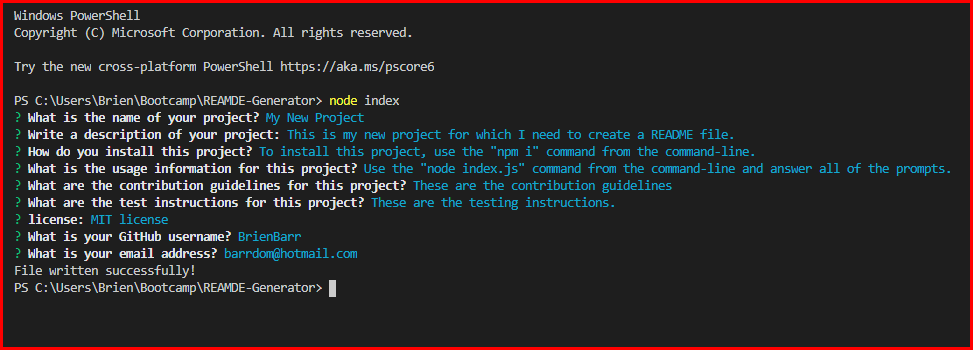 Windows PowerShell
Copyright (C) Microsoft Corporation. All rights reserved.
Try the new cross-platform PowerShell https://aka.ms/pscore6
PS C:\Users\Brien\Bootcamp\REAMDE-Generator> node index
? What is the name of your project? My New Project
? Write a description of your project: This is my new project for which I need to create a README file.
? How do you install this project? To install this project, use the "npm i" command from the command-line.
? What is the usage information for this project? Use the "node index.js" command from the command-line and answer all of the prompts.
? What are the contribution guidelines for this project? These are the contribution guidelines
? What are the test instructions for this project? These are the testing instructions.
? license: MIT license
? What is your GitHub username? BrienBarr
? What is your email address? barrdom@hotmail.com
File written successfully!
PS C:\Users\Brien\Bootcamp\REAMDE-Generator>